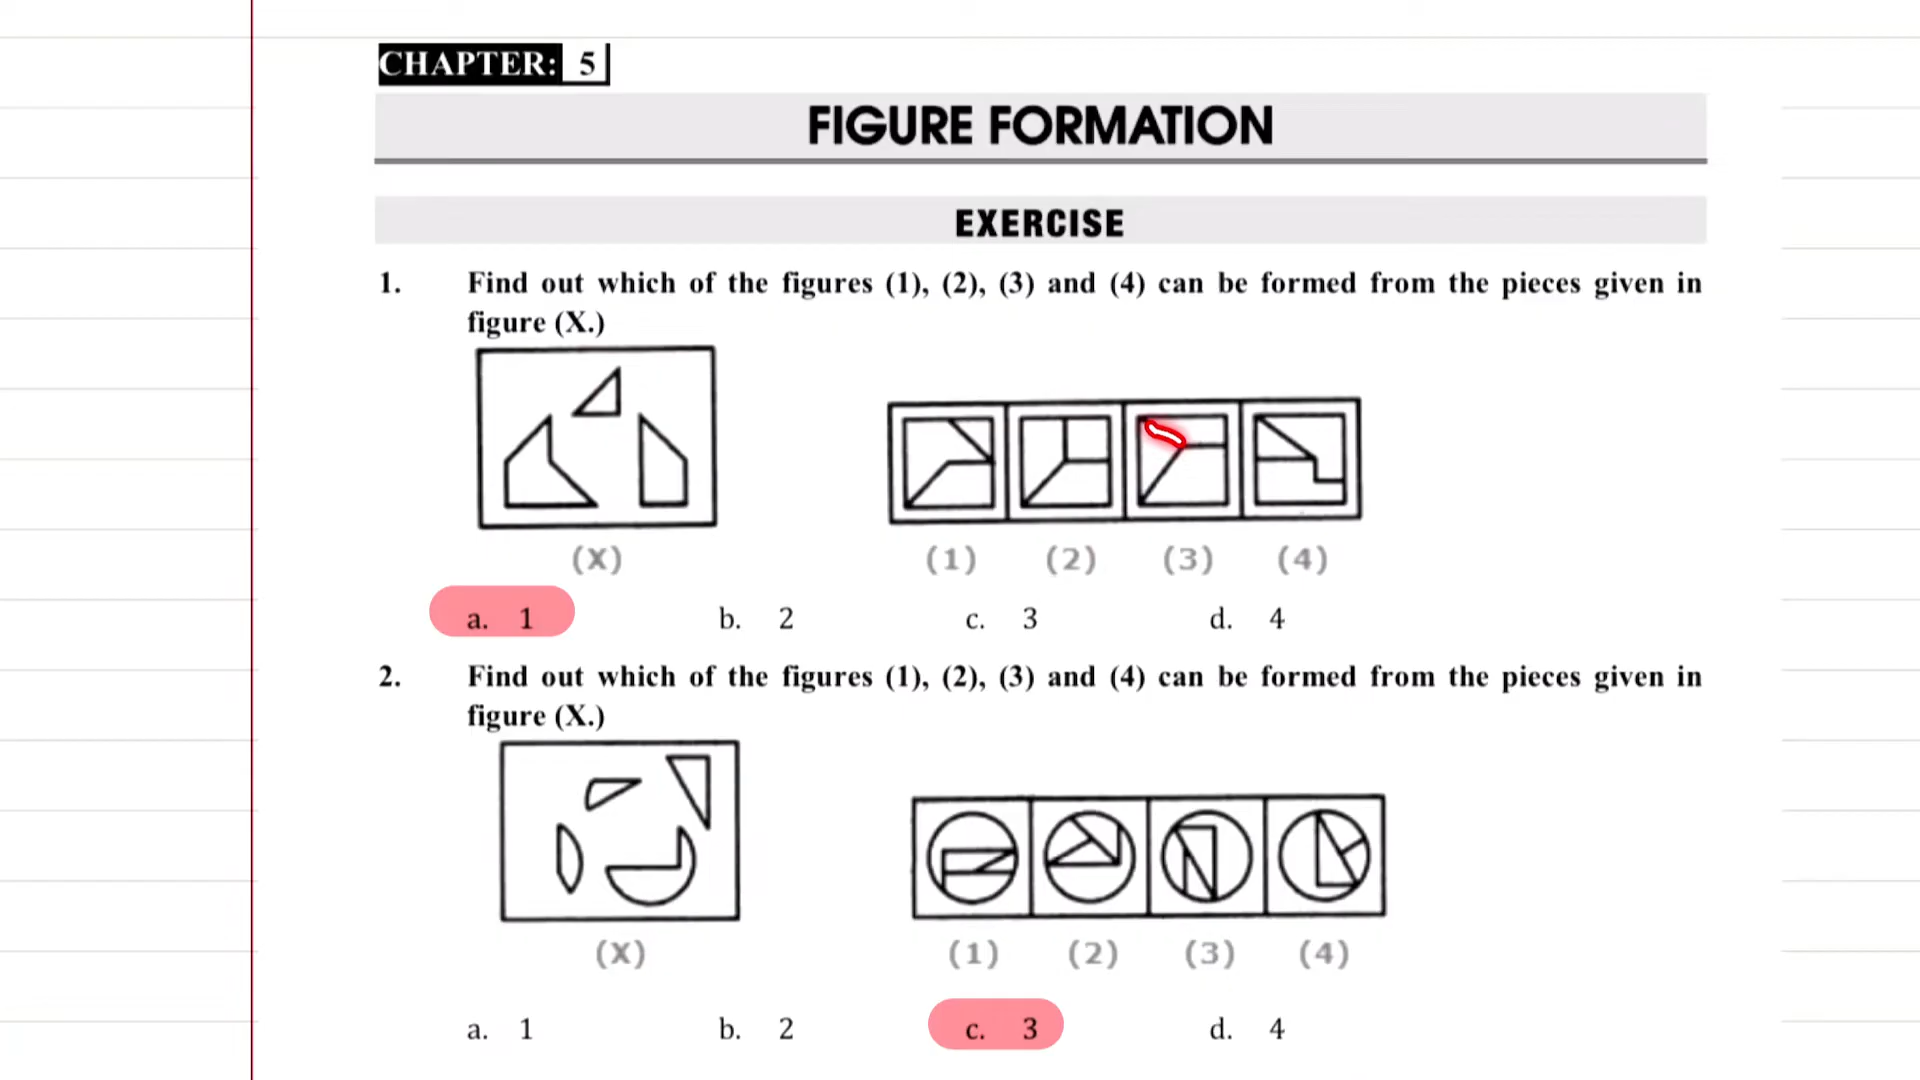 CHAPTER: 5
FIGURE FORMATION
EXERCISE
1. Find out which of the figures (1), (2), (3) and (4) can be formed from the pieces given in
figure (X.)
(X) (1) (2) (3) (4)
a. 1 b. 2 c. 3 d. 4
2. Find out which of the figures (1), (2), (3) and (4) can be formed from the pieces given in
figure (X.)
(X) (1) (2) (3) (4)
a. 1 b. 2 c. 3 d. 4